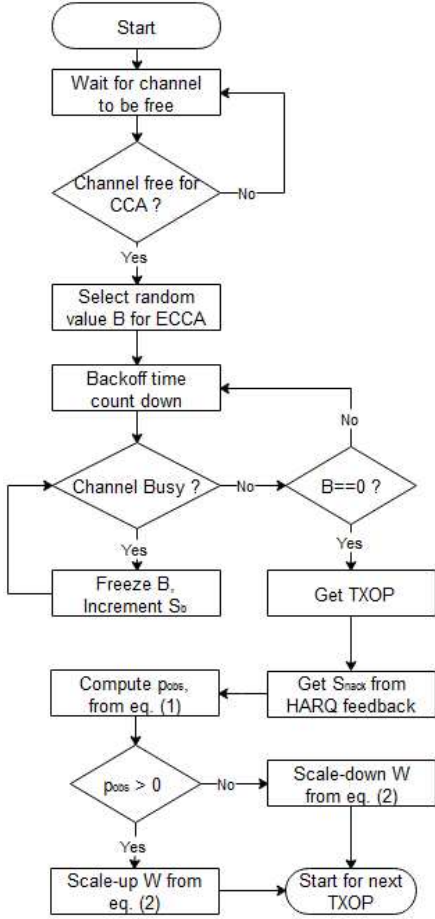 Start
Wait for channel
to be free
Channel free for
CCA ?
No
Yes
Select random
value B for ECCA
Backoff time
count down
No
Channel Busy ?
No
B==0 ?
Yes
Yes
Freeze B,
Increment Sb
Get TXOP
Compute pobs,
from eq. (1)
Get Snack from
HARQ feedback
pobs > 0
No
Scale-down W
from eq. (2)
Yes
Scale-up W from
eq. (2)
Start for next
TXOP